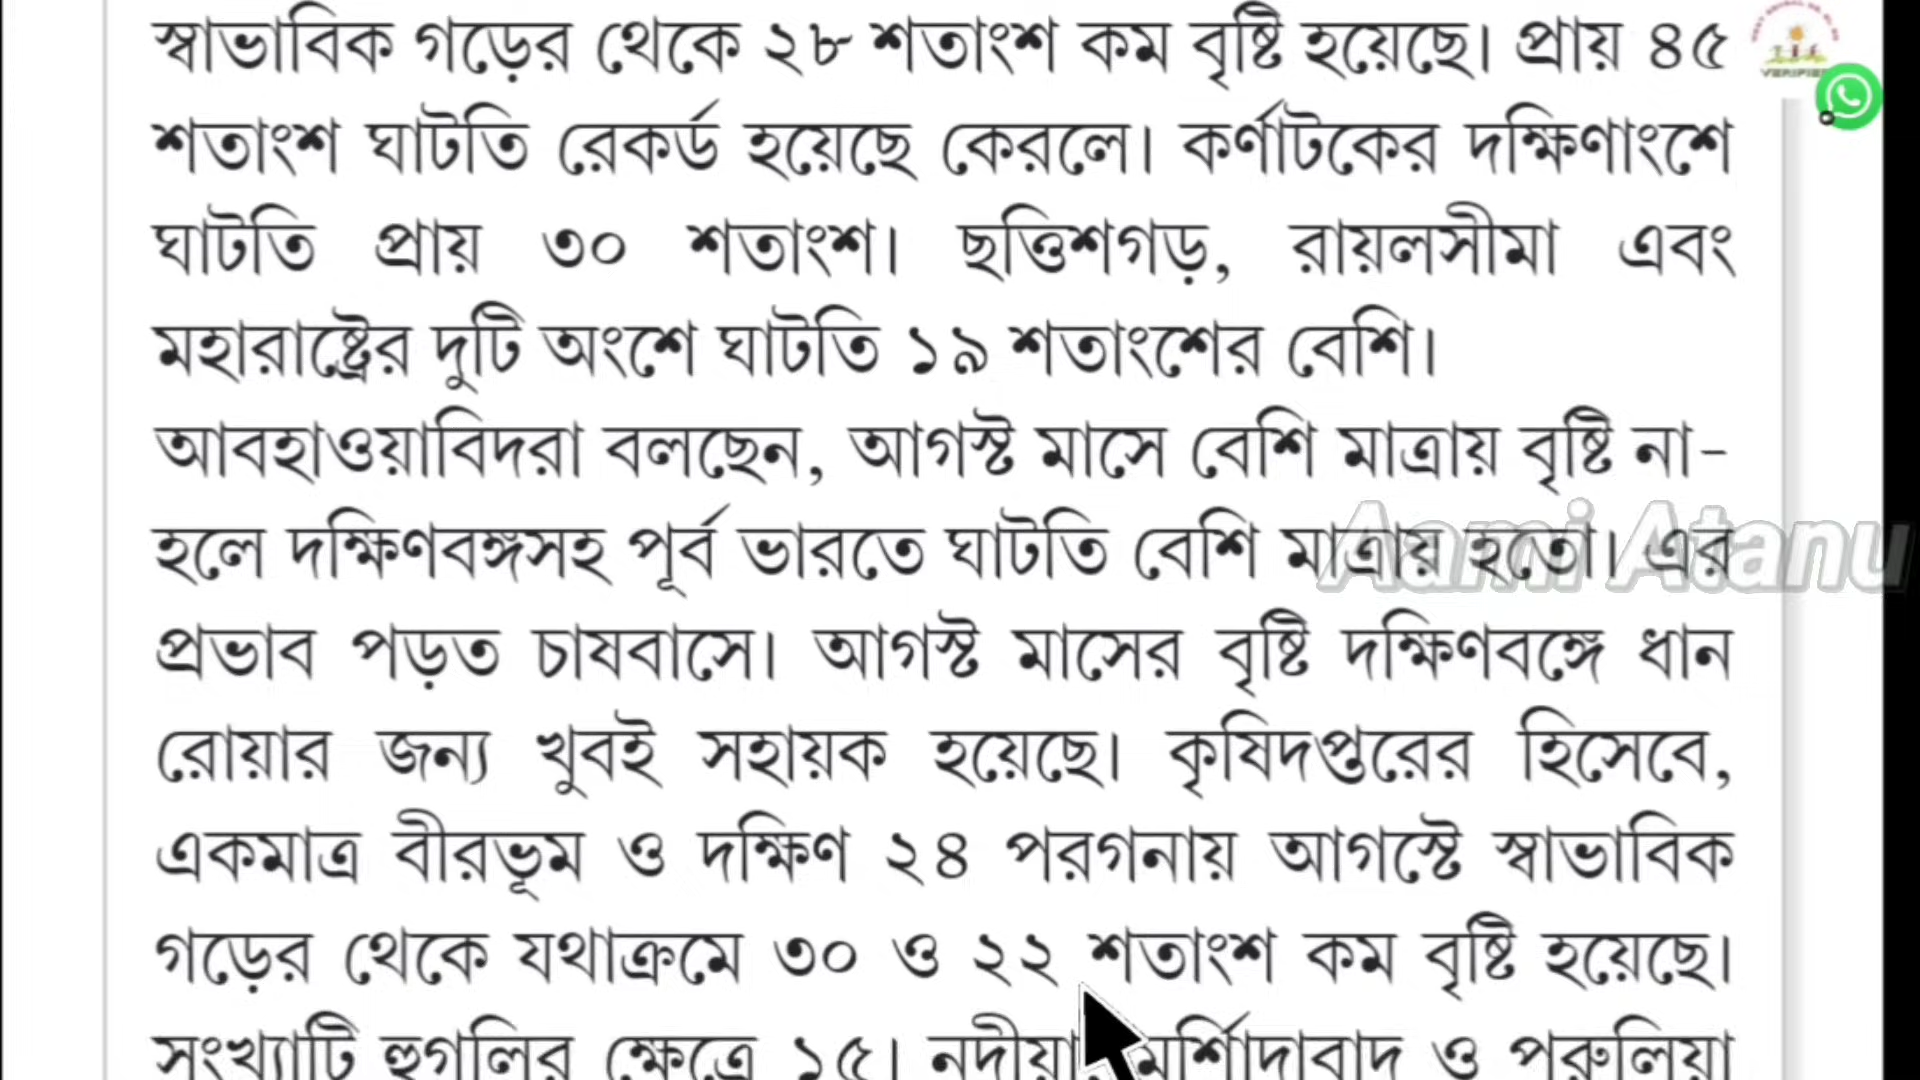 স্বাভাবিক গড়ের থেকে ২৮ শতাংশ কম বৃষ্টি হয়েছে। প্রায় ৪৫
শতাংশ ঘাটতি রেকর্ড হয়েছে কেরলে। কর্ণাটকের দক্ষিণাংশে
ঘাটতি প্রায় ৩০ শতাংশ। ছত্তিশগড়, রায়লসীমা এবং
মহারাষ্ট্রের দুটি অংশে ঘাটতি ১৯ শতাংশের বেশি।
আবহাওয়াবিদরা বলছেন, আগস্ট মাসে বেশি মাত্রায় বৃষ্টি না-
হলে দক্ষিণবঙ্গসহ পূর্ব ভারতে ঘাটতি বেশি মাত্রায় হতো। এর
Aami Atanu
প্রভাব পড়ত চাষবাসে। আগস্ট মাসের বৃষ্টি দক্ষিণবঙ্গে ধান
রোয়ার জন্য খুবই সহায়ক হয়েছে। কৃষিদপ্তরের হিসেবে,
একমাত্র বীরভূম ও দক্ষিণ ২৪ পরগনায় আগস্টে স্বাভাবিক
গড়ের থেকে যথাক্রমে ৩০ ও ২২ শতাংশ কম বৃষ্টি হয়েছে।
সংখ্যাটি হুগলির ক্ষেত্রে ১৫। নদীয়া মুর্শিদাবাদ ও পুরুলিয়া